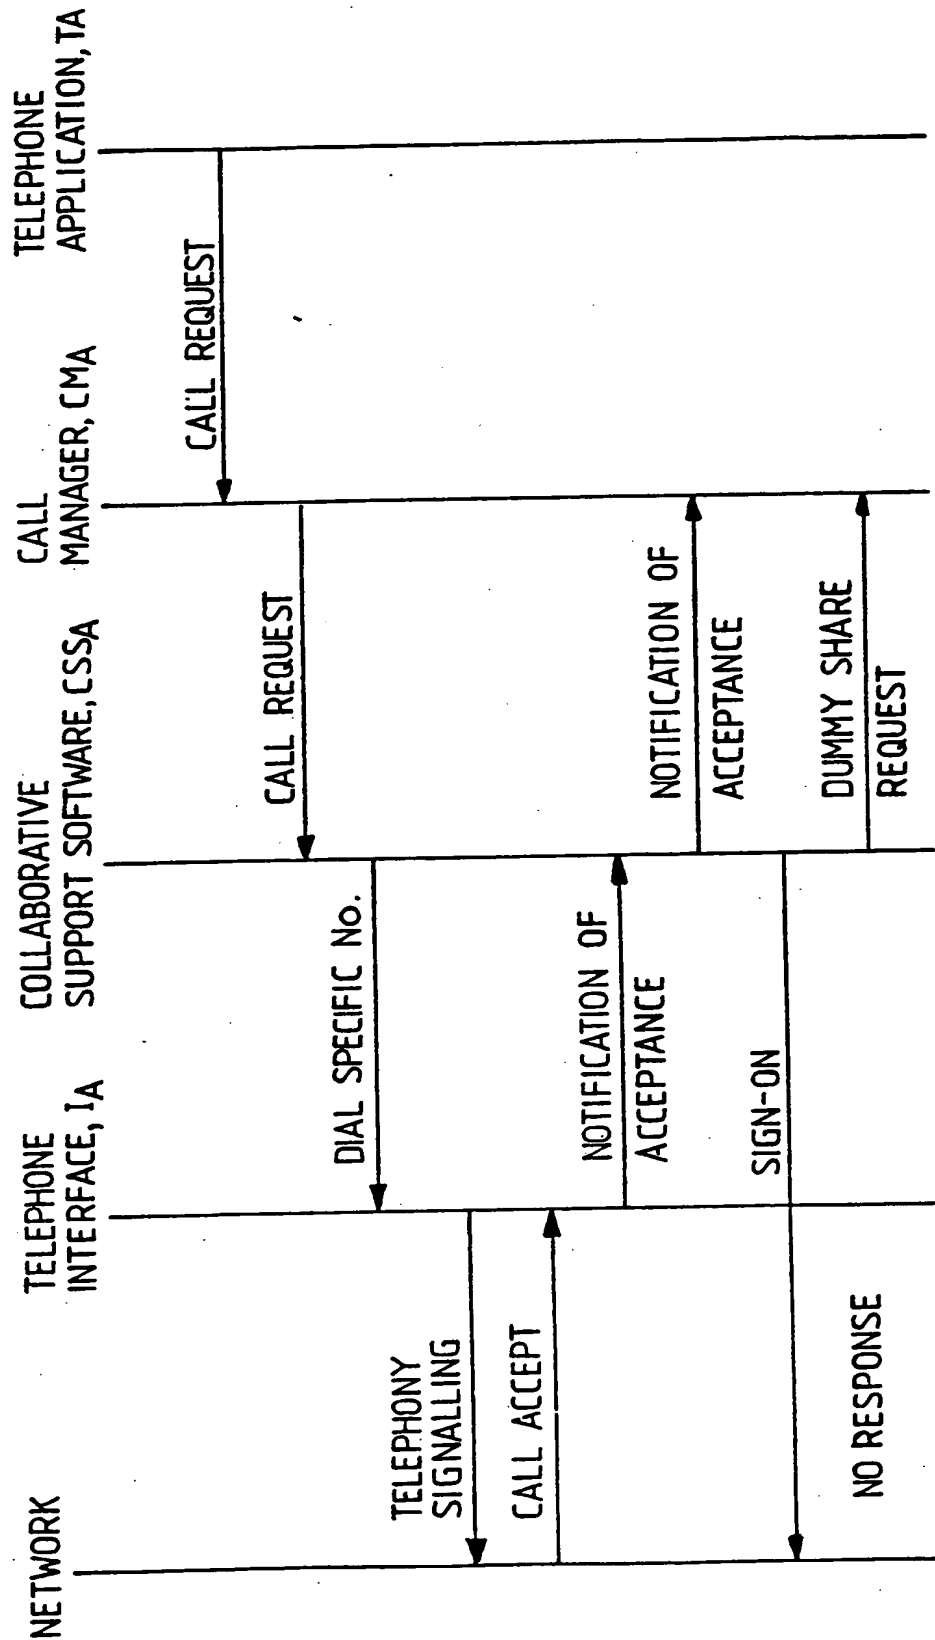 NETWORK
TELEPHONE
INTERFACE, IA
COLLABORATIVE
SUPPORT SOFTWARE, CSSA
CALL
MANAGER, CMA
TELEPHONE
APPLICATION, TA
CALL REQUEST
CALL REQUEST
DIAL SPECIFIC No.
TELEPHONY
SIGNALLING
CALL ACCEPT
NOTIFICATION OF
ACCEPTANCE
NOTIFICATION OF
ACCEPTANCE
SIGN-ON
DUMMY SHARE
REQUEST
NO RESPONSE